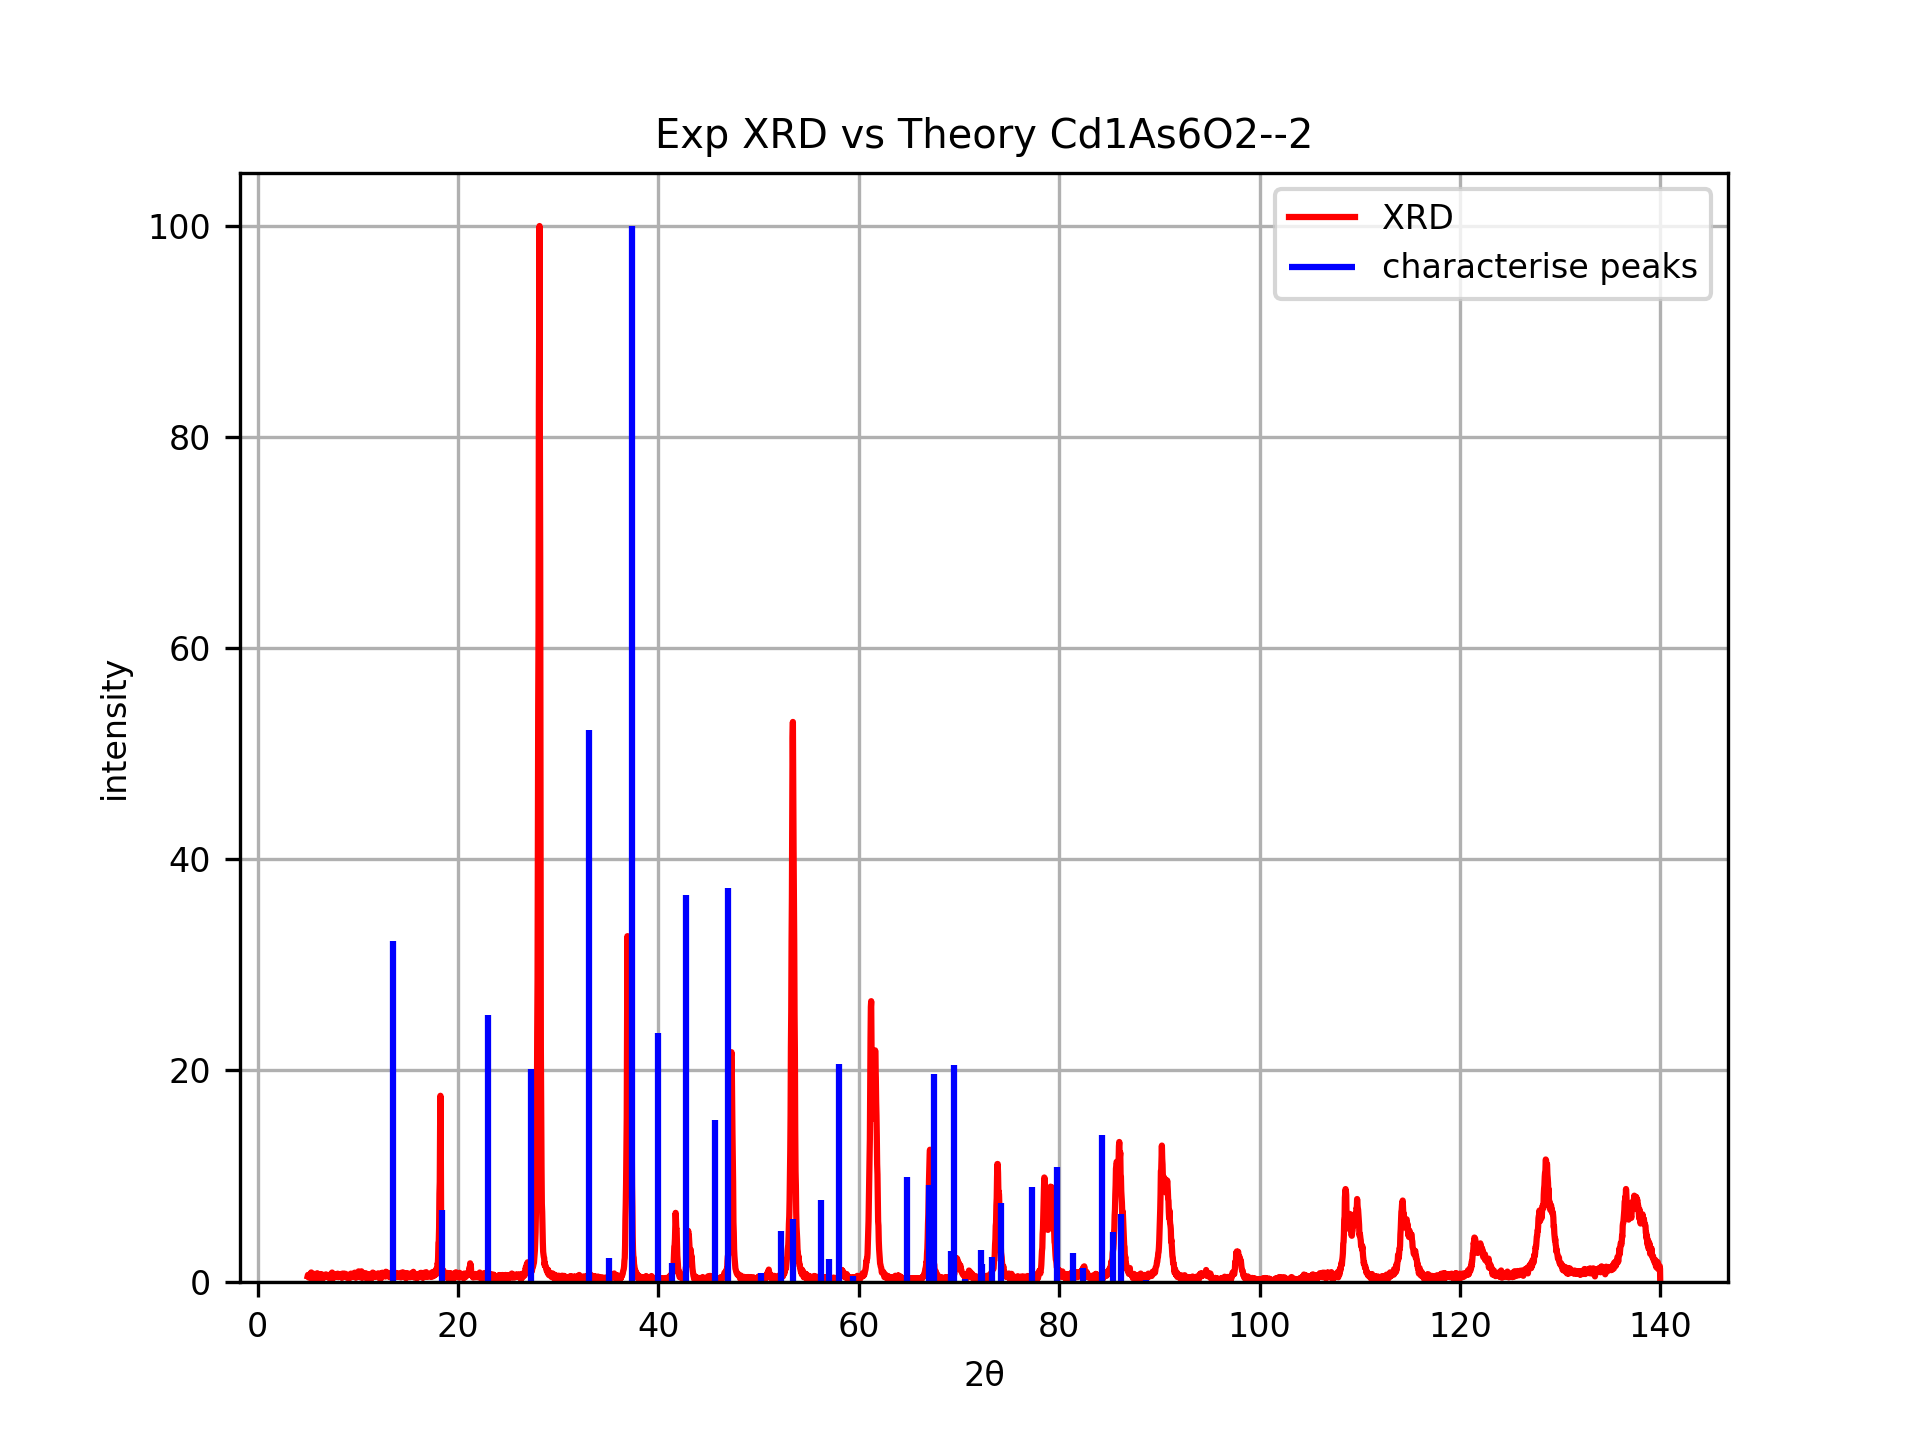 Exp XRD vs Theory Cd1As6O2--2
XRD
characterise peaks
100
80
60
40
20
0
intensity
0 20 40 60 80 100 120 140
2θ